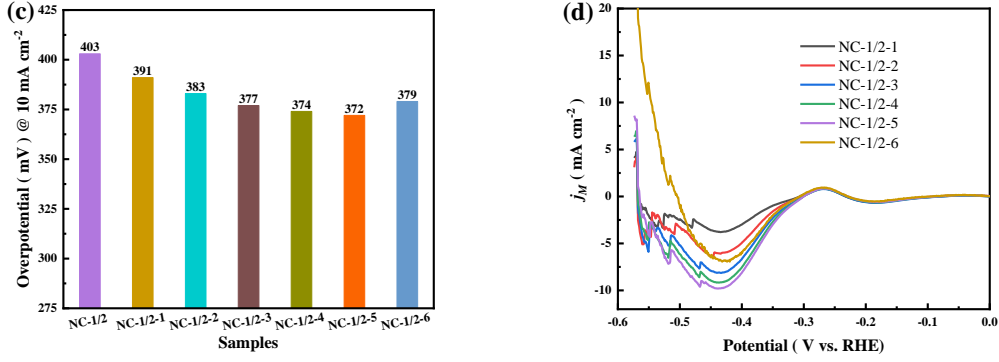 (c)
Overpotential ( mV ) @ 10 mA cm-2
425
400
375
350
325
300
275
403
391
383
377
374
372
379
NC-1/2
NC-1/2-1
NC-1/2-2
NC-1/2-3
NC-1/2-4
NC-1/2-5
NC-1/2-6
Samples
(d)
jM ( mA cm-2 )
20
15
10
5
0
-5
-10
NC-1/2-1
NC-1/2-2
NC-1/2-3
NC-1/2-4
NC-1/2-5
NC-1/2-6
-0.6
-0.5
-0.4
-0.3
-0.2
-0.1
0.0
Potential ( V vs. RHE)